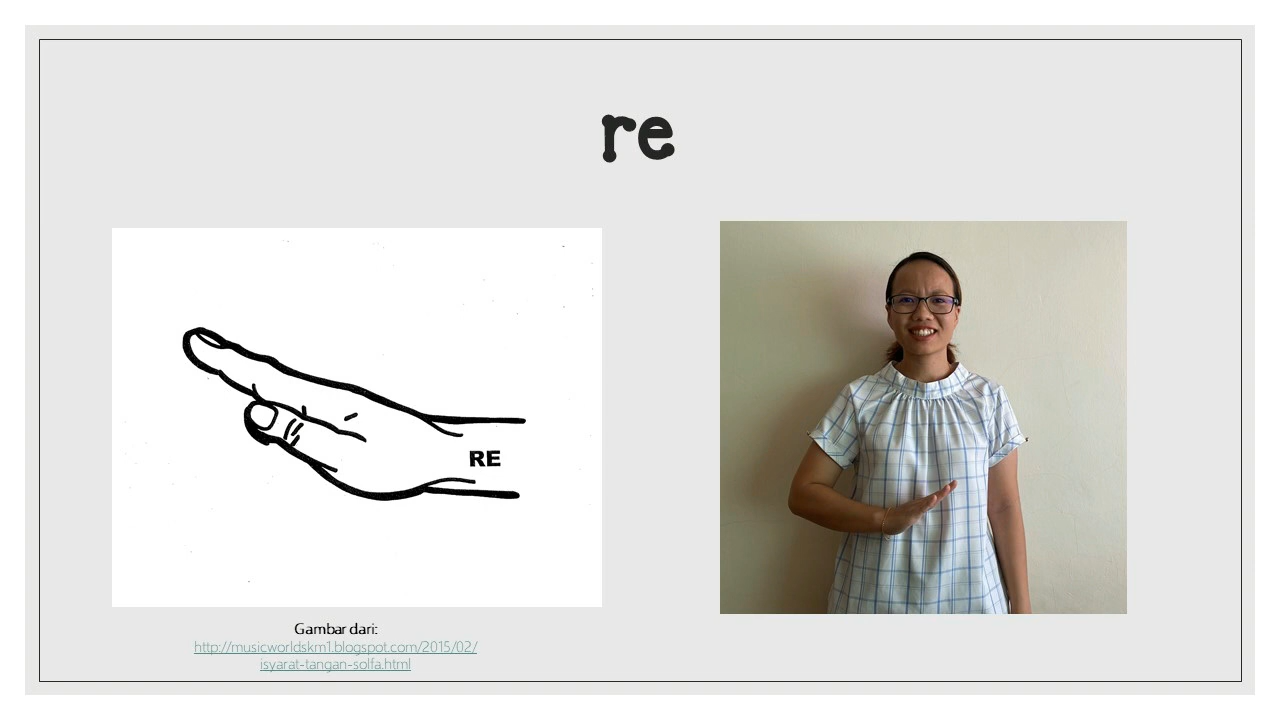 re
RE
Gambar dari:
http://musicworldskm1.blogspot.com/2015/02/
isyarat-tangan-solfa.html